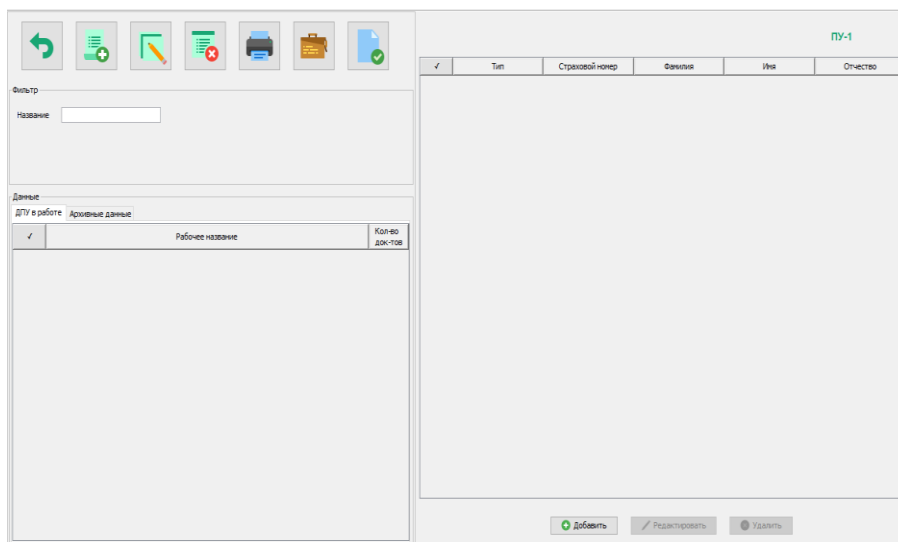 ПУ-1
Фильтр
Название
Данные
ДПУ в работе Архивные данные
✓ Рабочее название Кол-во док-тов
✓ Тип Страховой номер Фамилия Имя Отчество
Добавить Редактировать Удалить